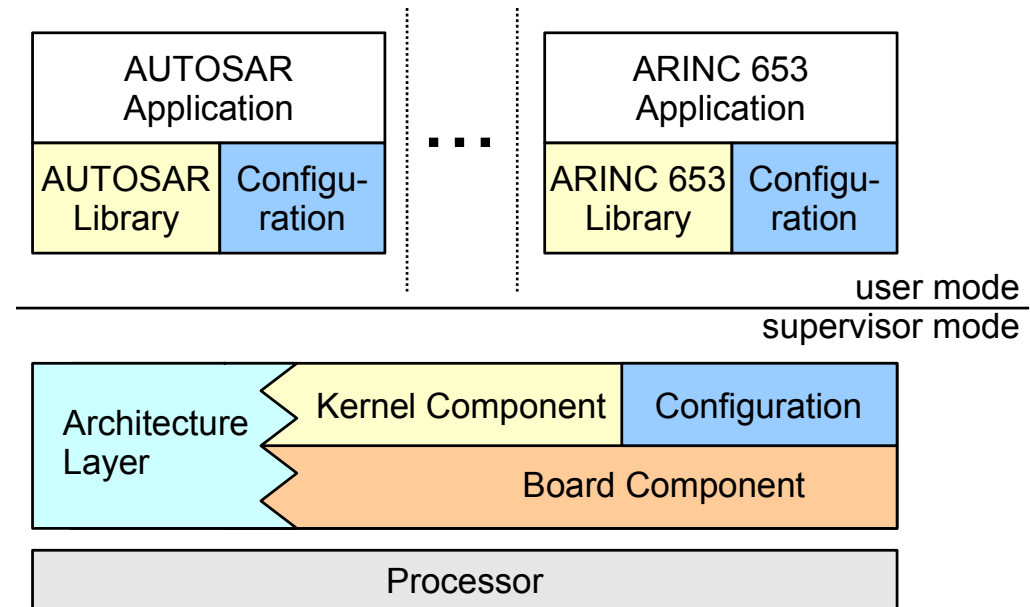 AUTOSAR
Application
AUTOSAR
Library
Configu-
ration
...
ARINC 653
Application
ARINC 653
Library
Configu-
ration
user mode
supervisor mode
Architecture
Layer
Kernel Component
Configuration
Board Component
Processor